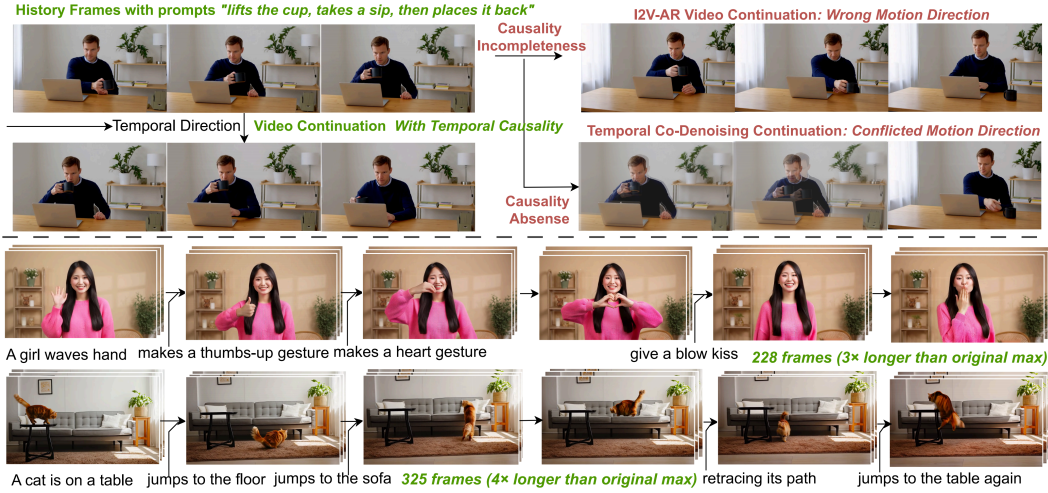 History Frames with prompts "lifts the cup, takes a sip, then places it back"
Causality
Incompleteness
I2V-AR Video Continuation: Wrong Motion Direction
Temporal Direction
Video Continuation With Temporal Causality
Temporal Co-Denoising Continuation: Conflicted Motion Direction
Causality
Absense
A girl waves hand
makes a thumbs-up gesture
makes a heart gesture
give a blow kiss
228 frames (3× longer than original max)
A cat is on a table
jumps to the floor
jumps to the sofa
325 frames (4× longer than original max)
retracing its path
jumps to the table again